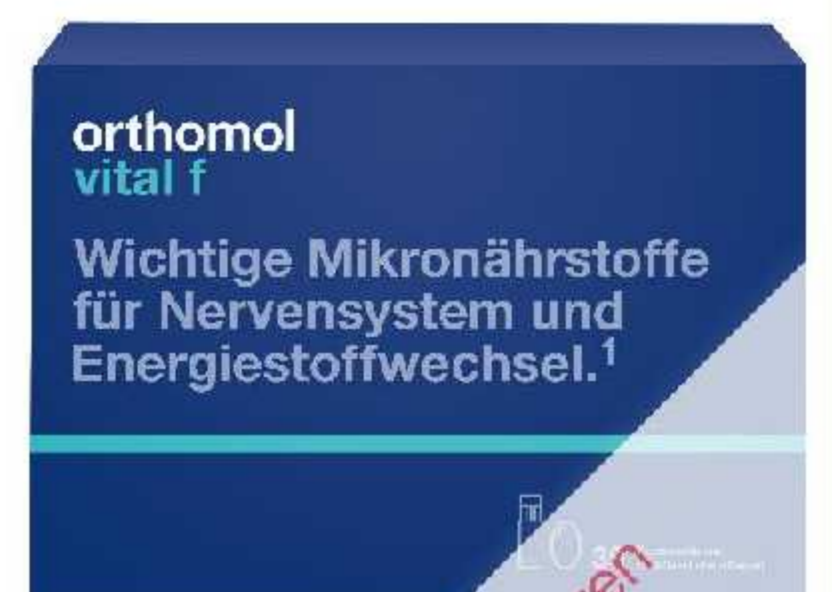 orthomol
vital f
Wichtige Mikronährstoffe
für Nervensystem und
Energiestoffwechsel.¹